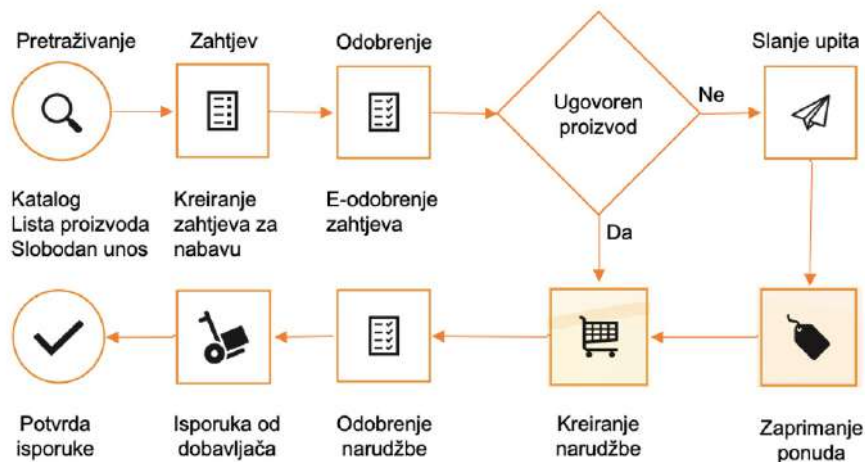 Pretraživanje
Zahtjev
Odobrenje
Slanje upita
Ugovoren
proizvod
Ne
Katalog
Lista proizvoda
Slobodan unos
Kreiranje
zahtjeva za
nabavu
E-odobrenje
zahtjeva
Da
Potvrda
isporuke
Isporuka od
dobavljača
Odobrenje
narudžbe
Kreiranje
narudžbe
Zaprimanje
ponuda